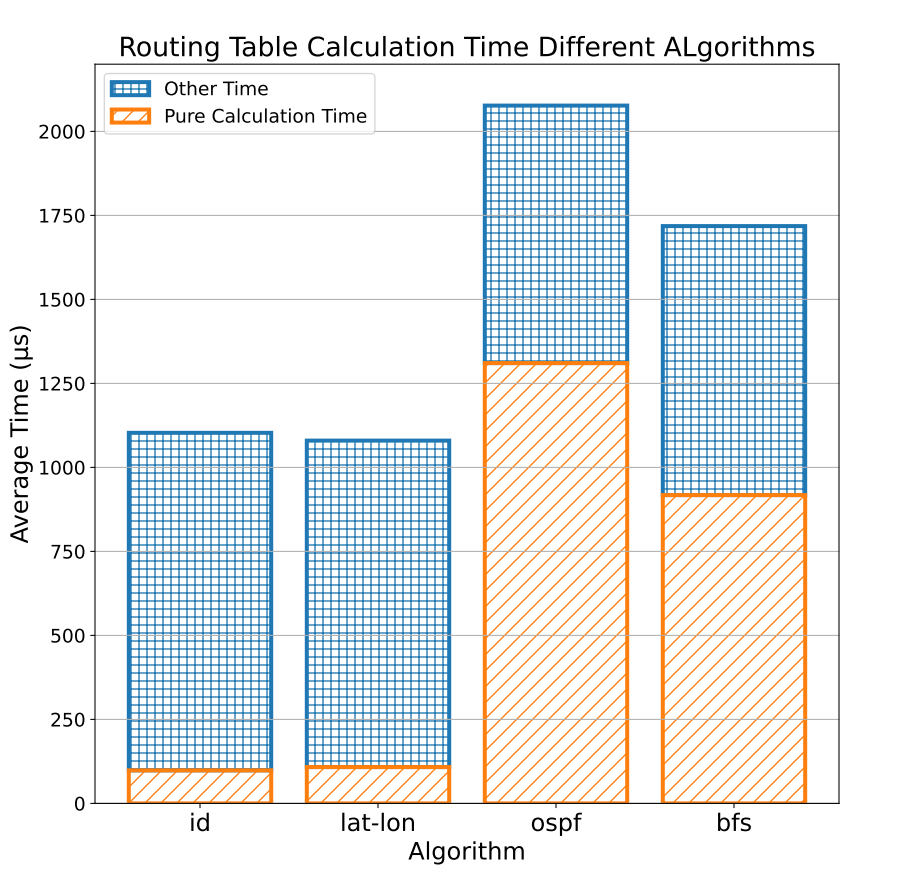 Routing Table Calculation Time Different ALgorithms
Other Time
Pure Calculation Time
Average Time (µs)
2000
1750
1500
1250
1000
750
500
250
0
id lat-lon ospf bfs
Algorithm